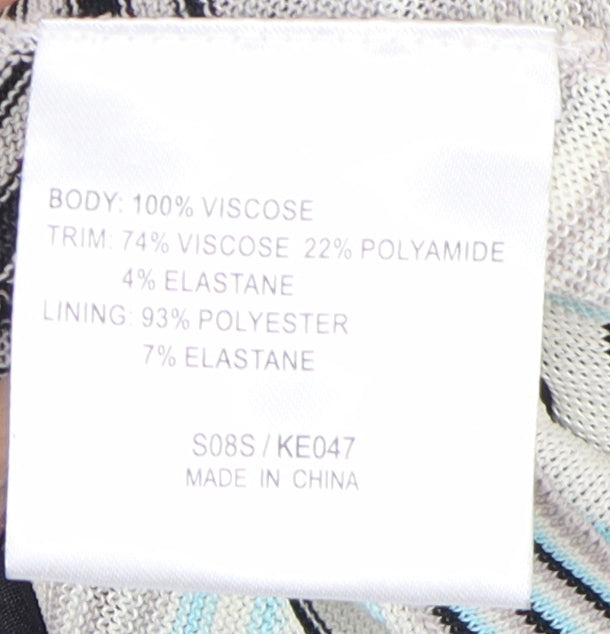 BODY: 100% VISCOSE
TRIM: 74% VISCOSE 22% POLYAMIDE
4% ELASTANE
LINING: 93% POLYESTER
7% ELASTANE
S08S / KE047
MADE IN CHINA